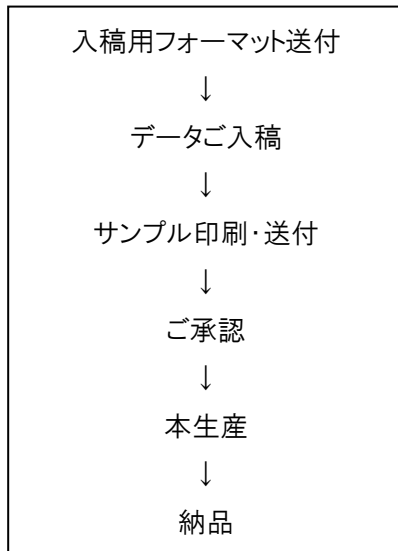 入稿用フォーマット送付
↓
データご入稿
↓
サンプル印刷・送付
↓
ご承認
↓
本生産
↓
納品